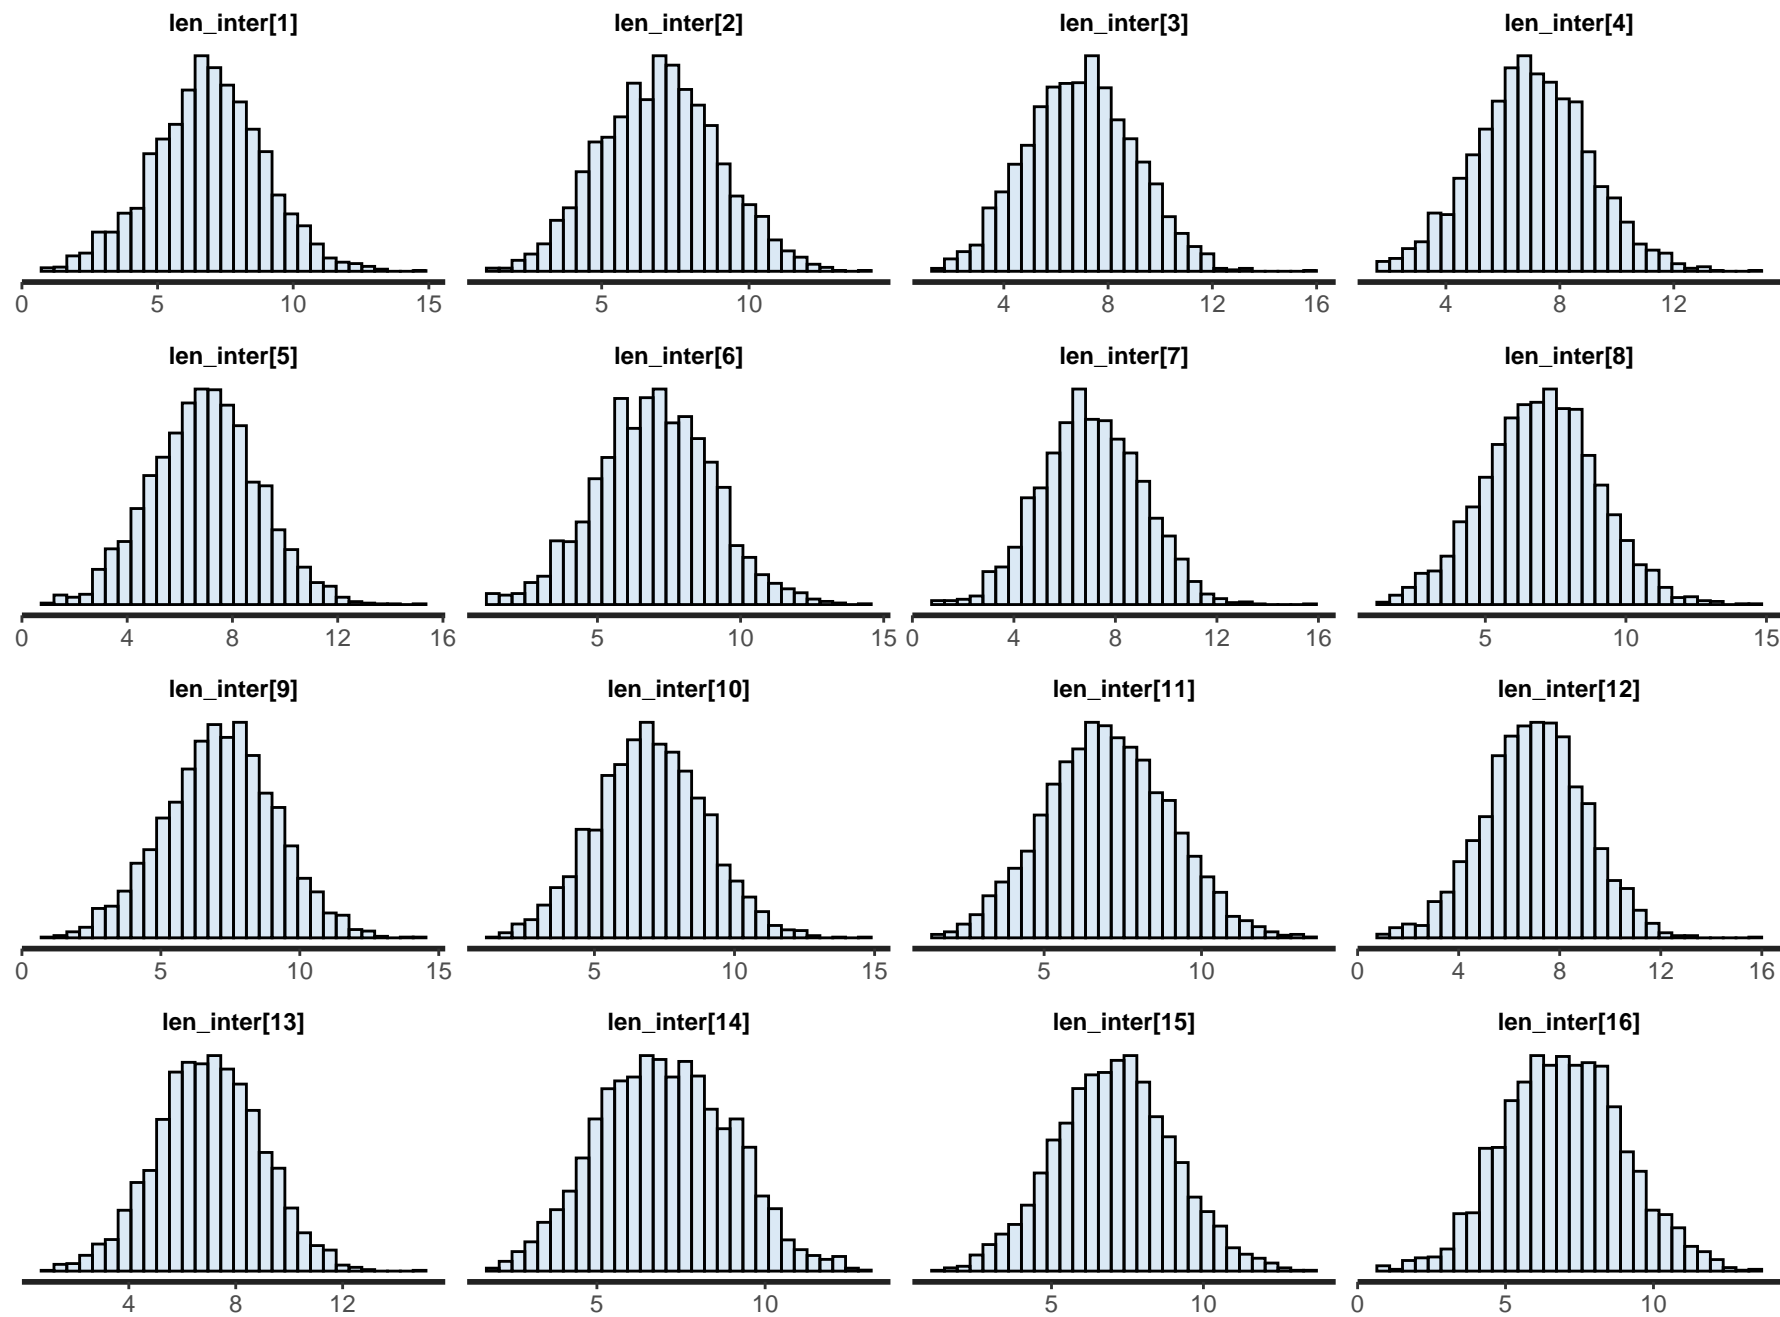 len_inter[1] len_inter[2] len_inter[3] len_inter[4]
0 5 10 15 5 10 4 8 12 16 4 8 12
len_inter[5] len_inter[6] len_inter[7] len_inter[8]
0 4 8 12 16 5 10 15 0 4 8 12 16 5 10 15
len_inter[9] len_inter[10] len_inter[11] len_inter[12]
0 5 10 15 5 10 15 5 10 0 4 8 12 16
len_inter[13] len_inter[14] len_inter[15] len_inter[16]
4 8 12 5 10 5 10 0 5 10